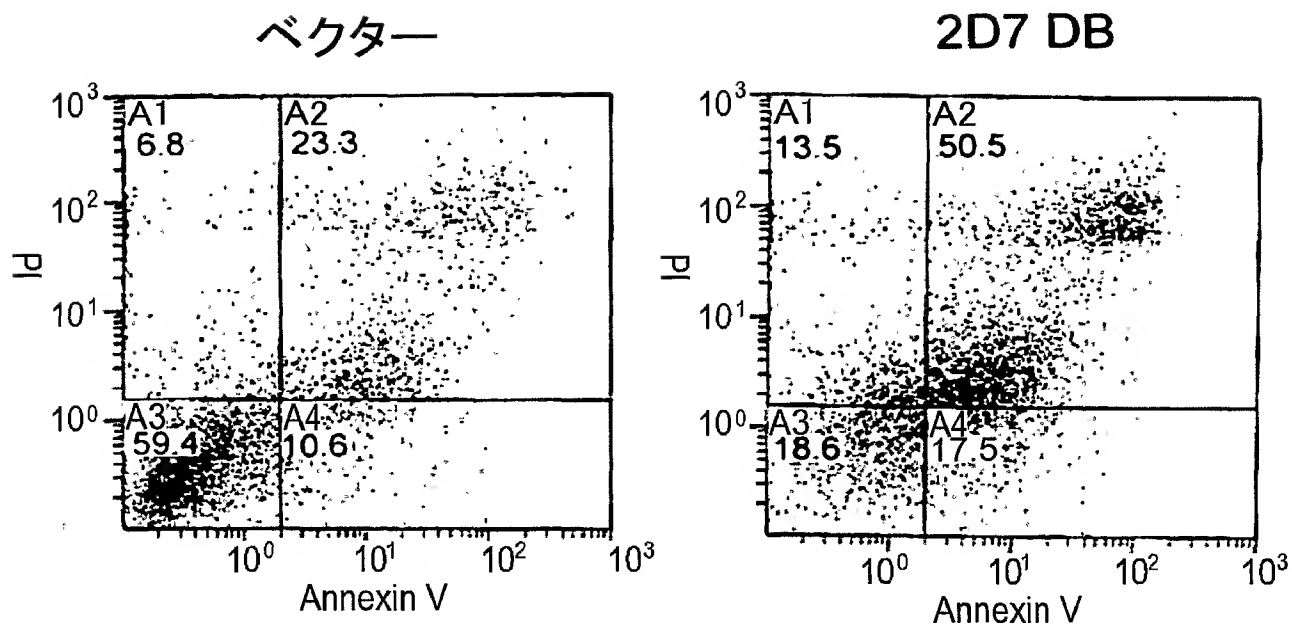 ベクター
10³
A1
6.8
A2
23.3
10²
PI
10¹
10⁰
A3
59.4
A4
10.6
10⁰ 10¹ 10² 10³
Annexin V
2D7 DB
10³
A1
13.5
A2
50.5
10²
PI
10¹
10⁰
A3
18.6
A4
17.5
10⁰ 10¹ 10² 10³
Annexin V